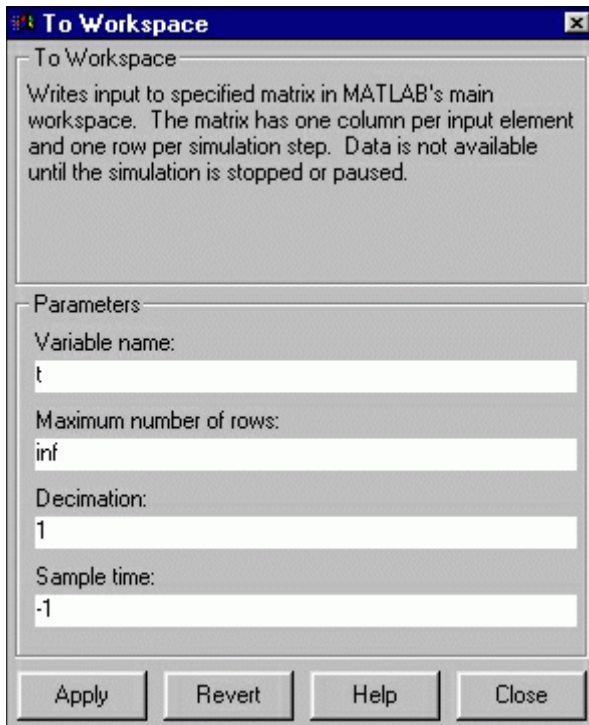 To Workspace
To Workspace
Writes input to specified matrix in MATLAB's main
workspace. The matrix has one column per input element
and one row per simulation step. Data is not available
until the simulation is stopped or paused.
Parameters
Variable name:
t
Maximum number of rows:
inf
Decimation:
1
Sample time:
-1
Apply Revert Help Close